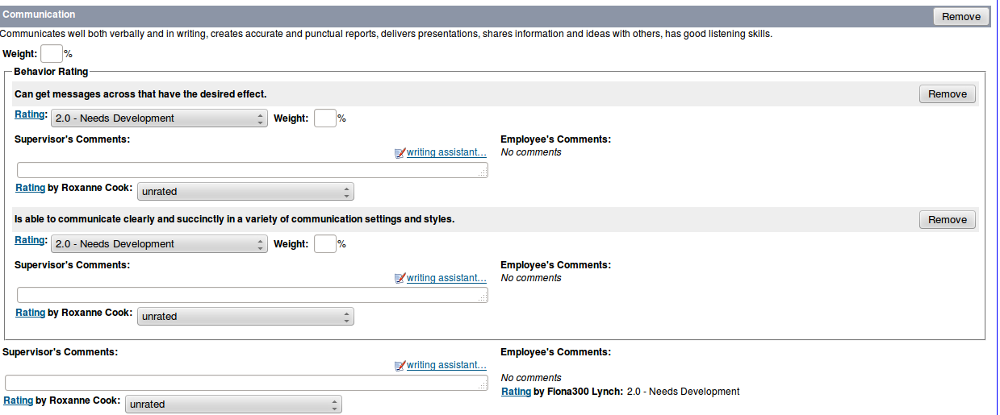 Communication Remove
Communicates well both verbally and in writing, creates accurate and punctual reports, delivers presentations, shares information and ideas with others, has good listening skills.
Weight: %
Behavior Rating
Can get messages across that have the desired effect. Remove
Rating: 2.0 - Needs Development Weight: %
Supervisor's Comments: Employee's Comments:
writing assistant... No comments
Rating by Roxanne Cook: unrated
Is able to communicate clearly and succinctly in a variety of communication settings and styles. Remove
Rating: 2.0 - Needs Development Weight: %
Supervisor's Comments: Employee's Comments:
writing assistant... No comments
Rating by Roxanne Cook: unrated
Supervisor's Comments: Employee's Comments:
writing assistant...
No comments
Rating by Fiona300 Lynch: 2.0 - Needs Development
Rating by Roxanne Cook: unrated